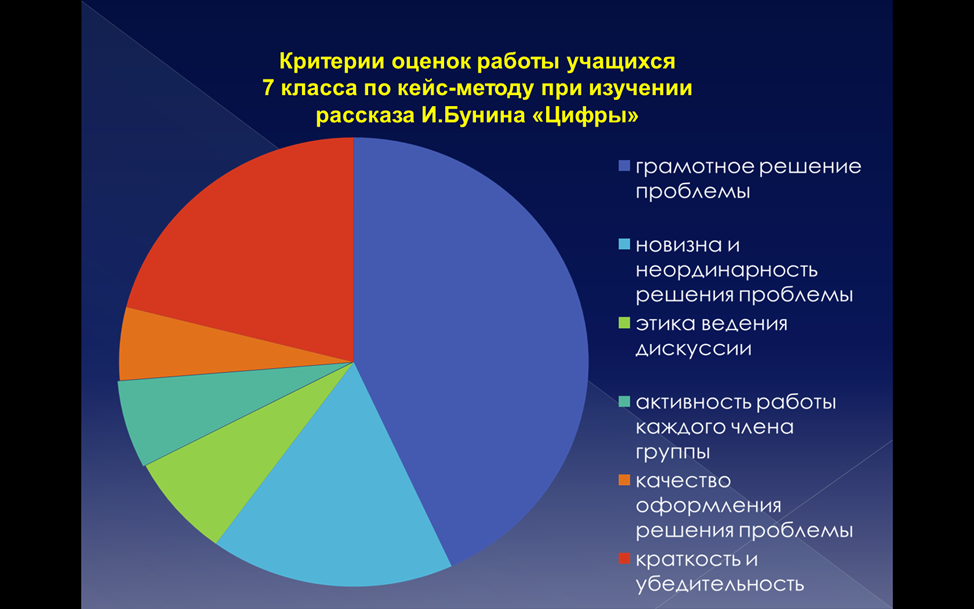 Критерии оценок работы учащихся
7 класса по кейс-методу при изучении
рассказа И.Бунина «Цифры»
грамотное решение
проблемы
новизна и
неординарность
решения проблемы
этика ведения
дискуссии
активность работы
каждого члена
группы
качество
оформления
решения проблемы
краткость и
убедительность